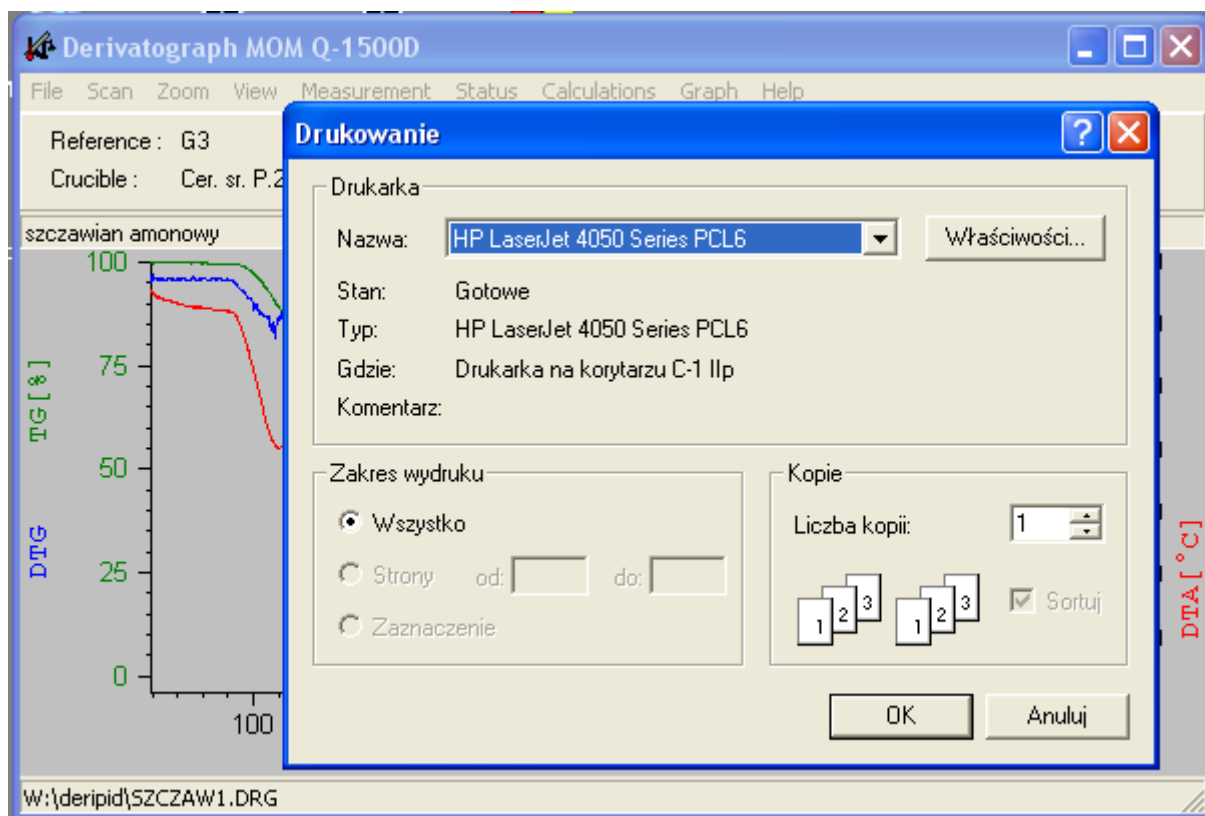 Derivatograph MOM Q-1500D
File Scan Zoom View Measurement Status Calculations Graph Help
Reference : G3
Crucible : Cer. sr. P.2
szczawian amonowy
Drukowanie
Drukarka
Nazwa: HP LaserJet 4050 Series PCL6 Właściwości...
Stan: Gotowe
Typ: HP LaserJet 4050 Series PCL6
Gdzie: Drukarka na korytarzu C-1 IIp
Komentarz:
Zakres wydruku
Wszystko
Strony od: do:
Zaznaczenie
Kopie
Liczba kopii: 1
1 2 3 1 2 3
Sortuj
OK Anuluj
TG[%]
DTG
100
75
50
25
0
100
DTA[°C]
W:\deripid\SZCZAW1.DRG